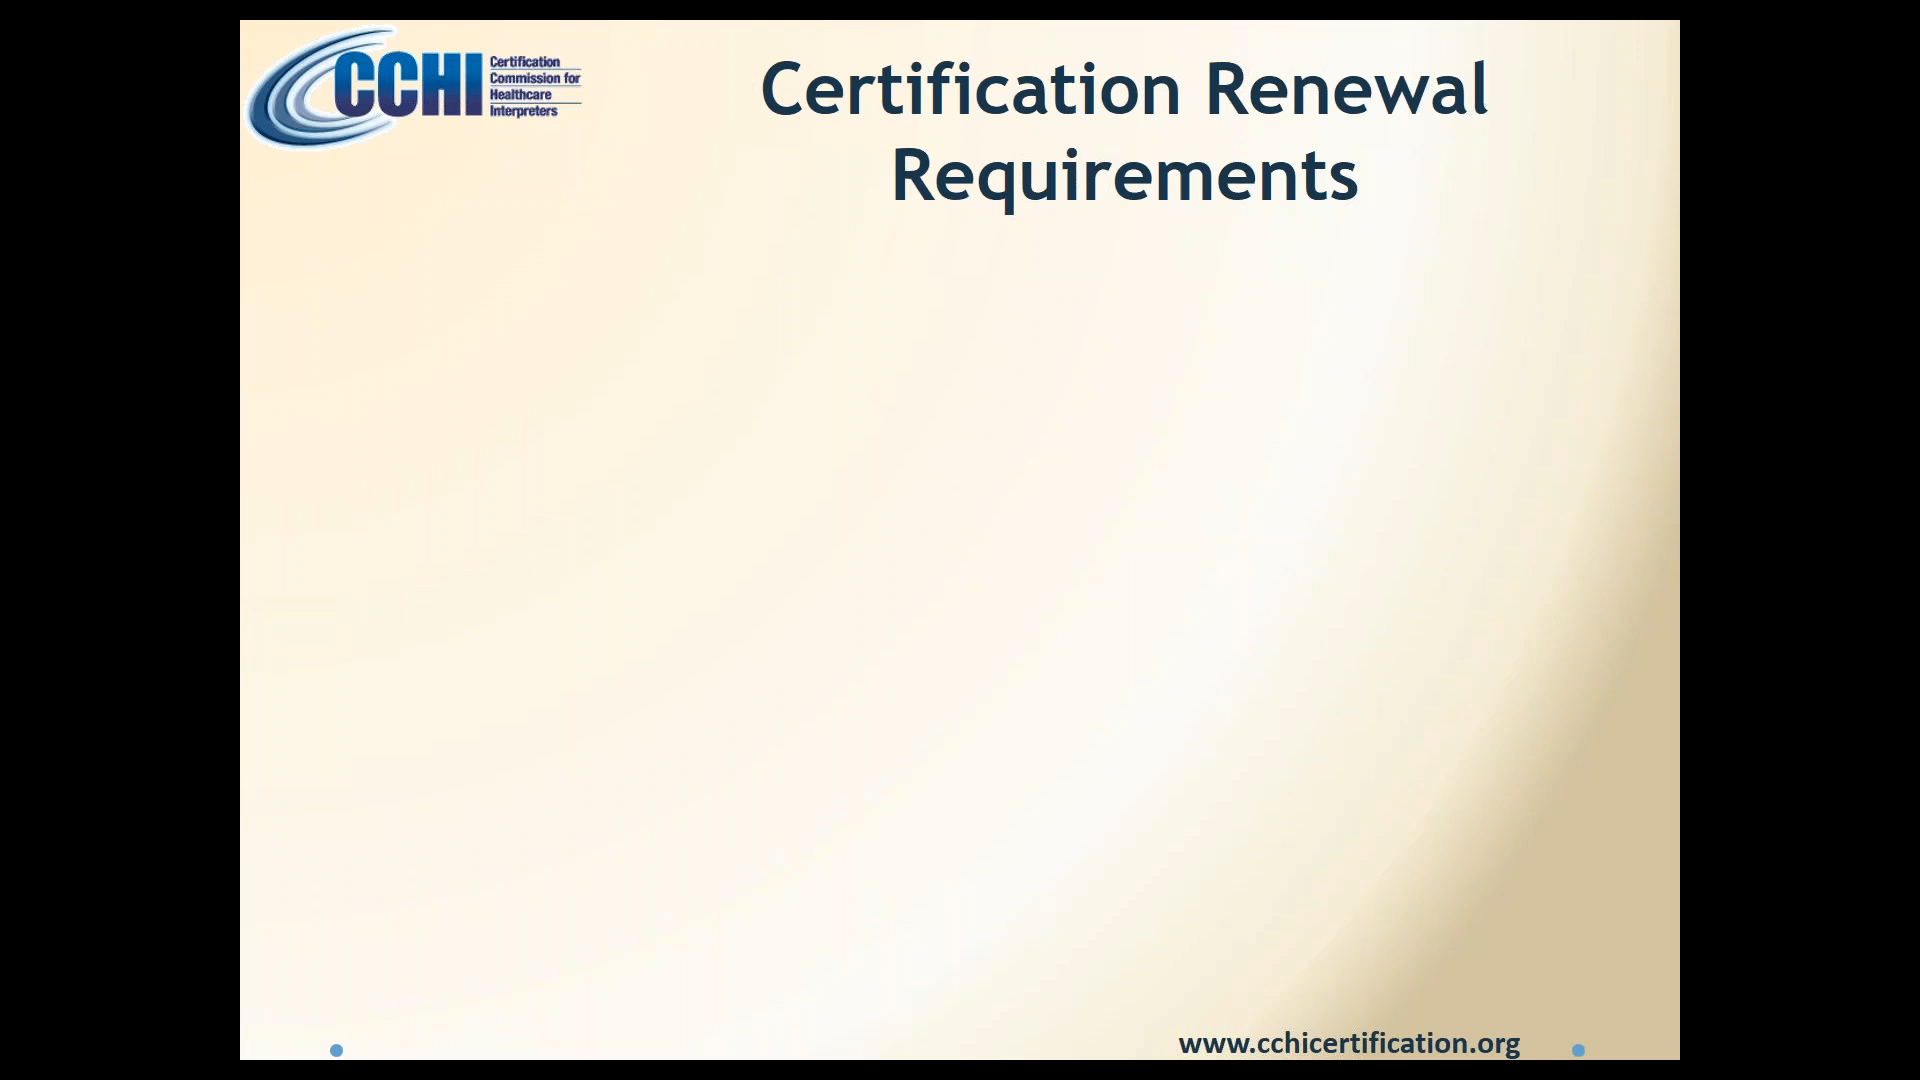 CCHI
Certification
Commission for
Healthcare
Interpreters
Certification Renewal
Requirements
www.cchicertification.org